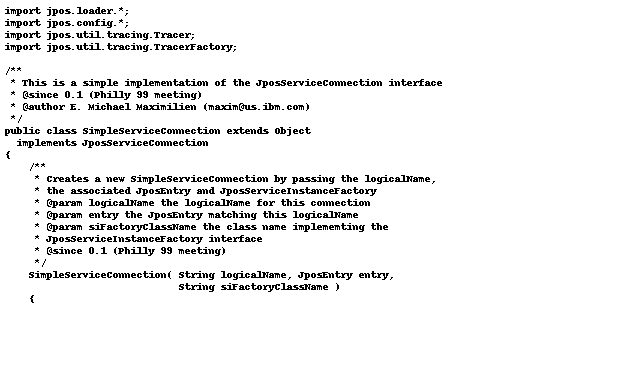 import jpos.loader.*;
import jpos.config.*;
import jpos.util.tracing.Tracer;
import jpos.util.tracing.TracerFactory;

/**
 * This is a simple implementation of the JposServiceConnection interface
 * @since 0.1 (Philly 99 meeting)
 * @author E. Michael Maximilien (maxim@us.ibm.com)
 */
public class SimpleServiceConnection extends Object
  implements JposServiceConnection
{
    /**
     * Creates a new SimpleServiceConnection by passing the logicalName,
     * the associated JposEntry and JposServiceInstanceFactory
     * @param logicalName the logicalName for this connection
     * @param entry the JposEntry matching this logicalName
     * @param siFactoryClassName the class name implementing the
     * JposServiceInstanceFactory interface
     * @since 0.1 (Philly 99 meeting)
     */
    SimpleServiceConnection( String logicalName, JposEntry entry,
                             String siFactoryClassName )
    {